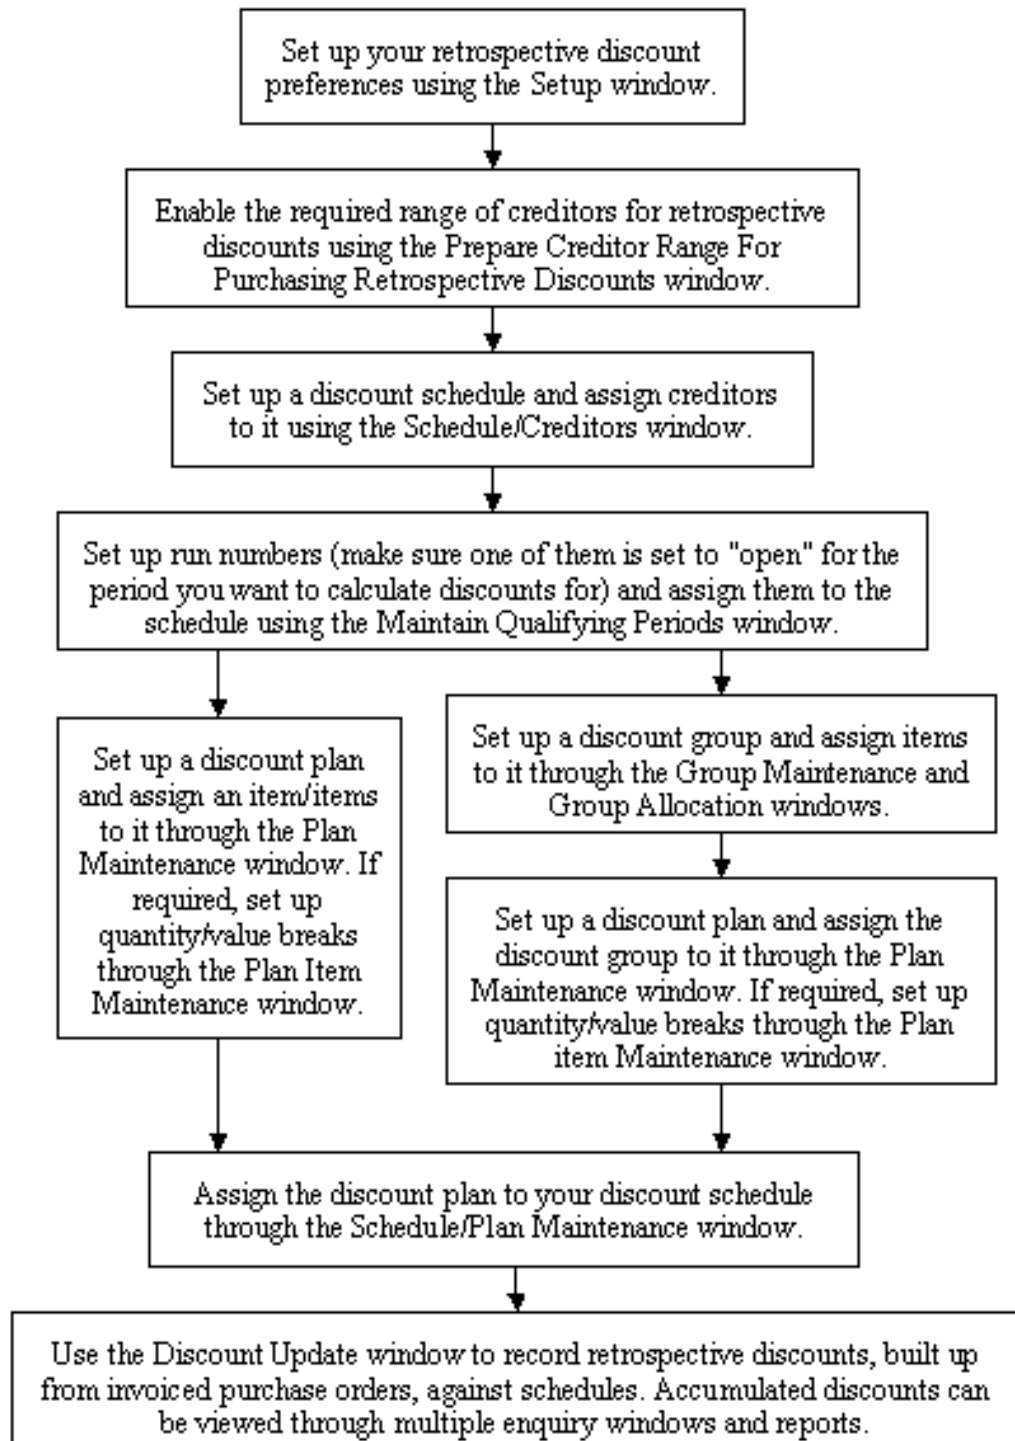 Set up your retrospective discount
preferences using the Setup window.
Enable the required range of creditors for retrospective
discounts using the Prepare Creditor Range For
Purchasing Retrospective Discounts window.
Set up a discount schedule and assign creditors
to it using the Schedule/Creditors window.
Set up run numbers (make sure one of them is set to "open" for the
period you want to calculate discounts for) and assign them to the
schedule using the Maintain Qualifying Periods window.
Set up a discount plan
and assign an item/items
to it through the Plan
Maintenance window. If
required, set up
quantity/value breaks
through the Plan Item
Maintenance window.
Set up a discount group and assign items
to it through the Group Maintenance and
Group Allocation windows.
Set up a discount plan and assign the
discount group to it through the Plan
Maintenance window. If required, set up
quantity/value breaks through the Plan
item Maintenance window.
Assign the discount plan to your discount schedule
through the Schedule/Plan Maintenance window.
Use the Discount Update window to record retrospective discounts, built up
from invoiced purchase orders, against schedules. Accumulated discounts can
be viewed through multiple enquiry windows and reports.